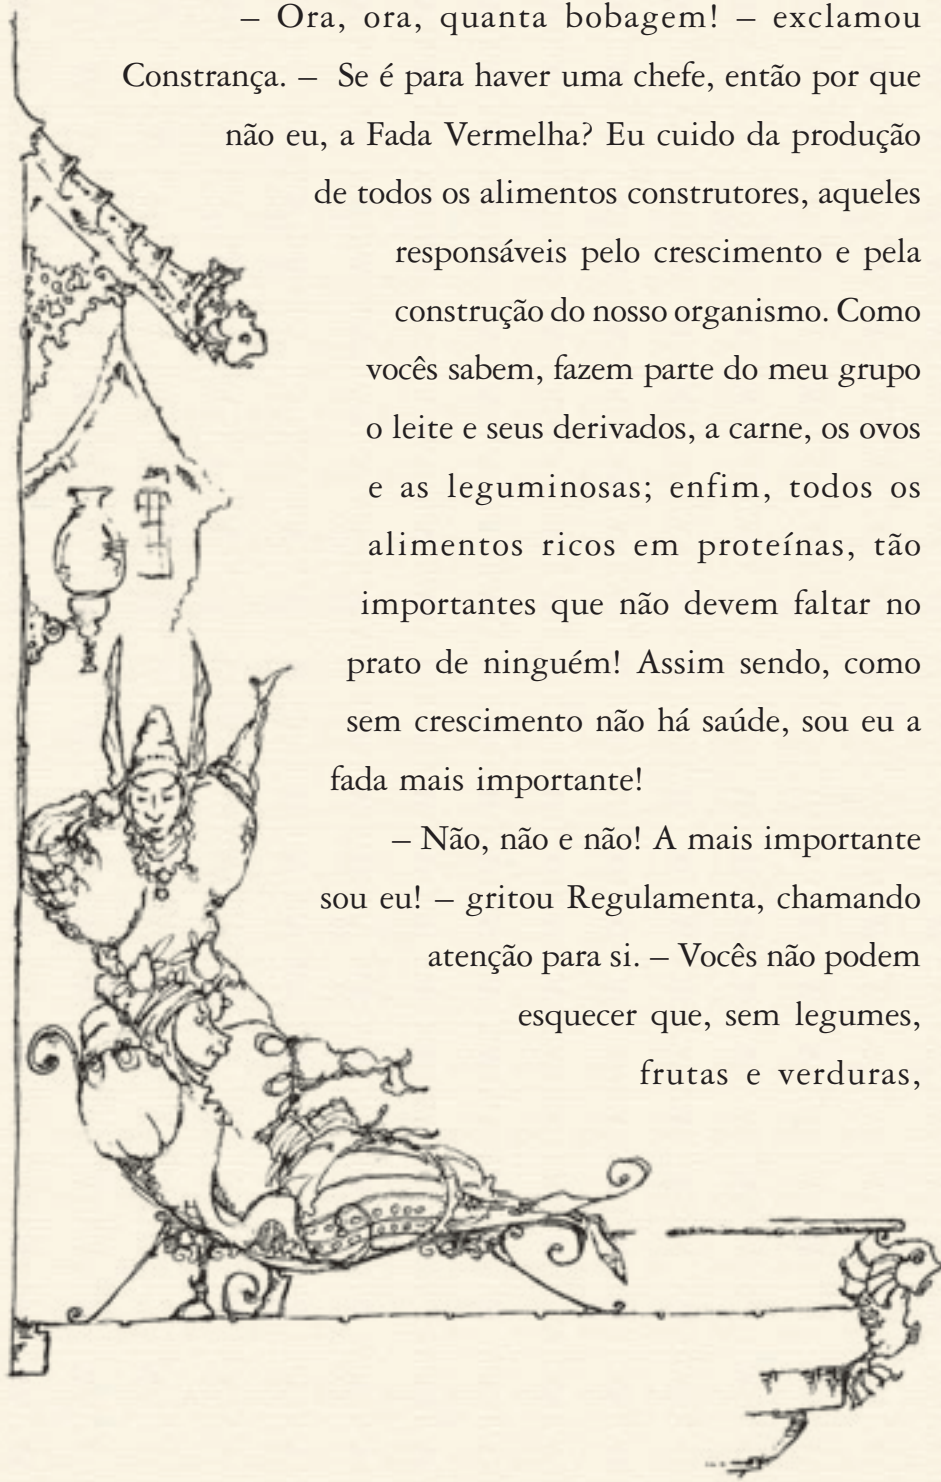 – Ora, ora, quanta bobagem! – exclamou
Constrança. – Se é para haver uma chefe, então por que
não eu, a Fada Vermelha? Eu cuido da produção
de todos os alimentos construtores, aqueles
responsáveis pelo crescimento e pela
construção do nosso organismo. Como
vocês sabem, fazem parte do meu grupo
o leite e seus derivados, a carne, os ovos
e as leguminosas; enfim, todos os
alimentos ricos em proteínas, tão
importantes que não devem faltar no
prato de ninguém! Assim sendo, como
sem crescimento não há saúde, sou eu a
fada mais importante!
– Não, não e não! A mais importante
sou eu! – gritou Regulamenta, chamando
atenção para si. – Vocês não podem
esquecer que, sem legumes,
frutas e verduras,